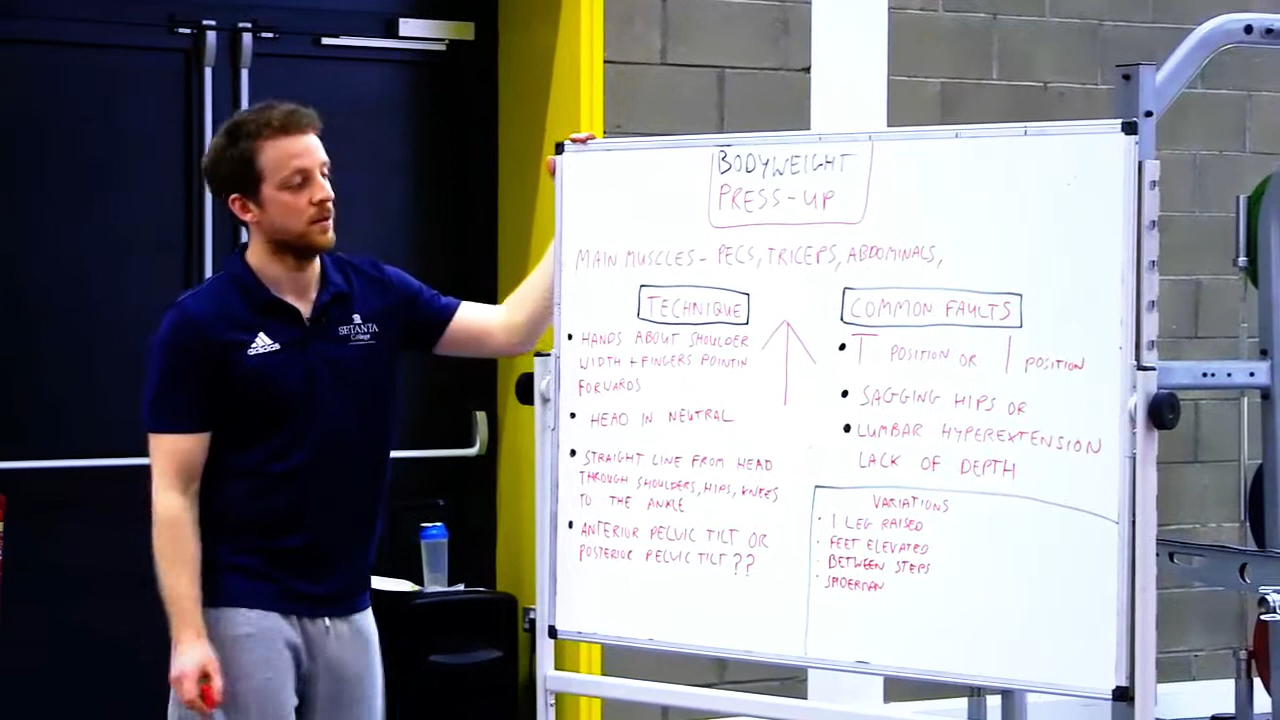 adidas
SETANTA
College
BODYWEIGHT
PRESS-UP
MAIN MUSCLES - PECS, TRICEPS, ABDOMINALS,
TECHNIQUE
• HANDS ABOUT SHOULDER
WIDTH + FINGERS POINTIN
FORWARDS
• HEAD IN NEUTRAL
• STRAIGHT LINE FROM HEAD
THROUGH SHOULDERS, HIPS, KNEES
TO THE ANKLE
• ANTERIOR PELVIC TILT OR
POSTERIOR PELVIC TILT ??
COMMON FAULTS
• T POSITION OR | POSITION
• SAGGING HIPS OR
• LUMBAR HYPEREXTENSION
LACK OF DEPTH
VARIATIONS
· 1 LEG RAISED
· FEET ELEVATED
· BETWEEN STEPS
· SPIDERMAN